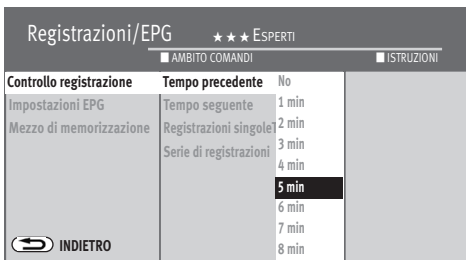 Registrazioni/EPG ★★★ ESPERTI
AMBITO COMANDI ISTRUZIONI
Controllo registrazione
Impostazioni EPG
Mezzo di memorizzazione
Tempo precedente
Tempo seguente
Registrazioni singole
Serie di registrazioni
No
1 min
2 min
3 min
4 min
5 min
6 min
7 min
8 min
INDIETRO